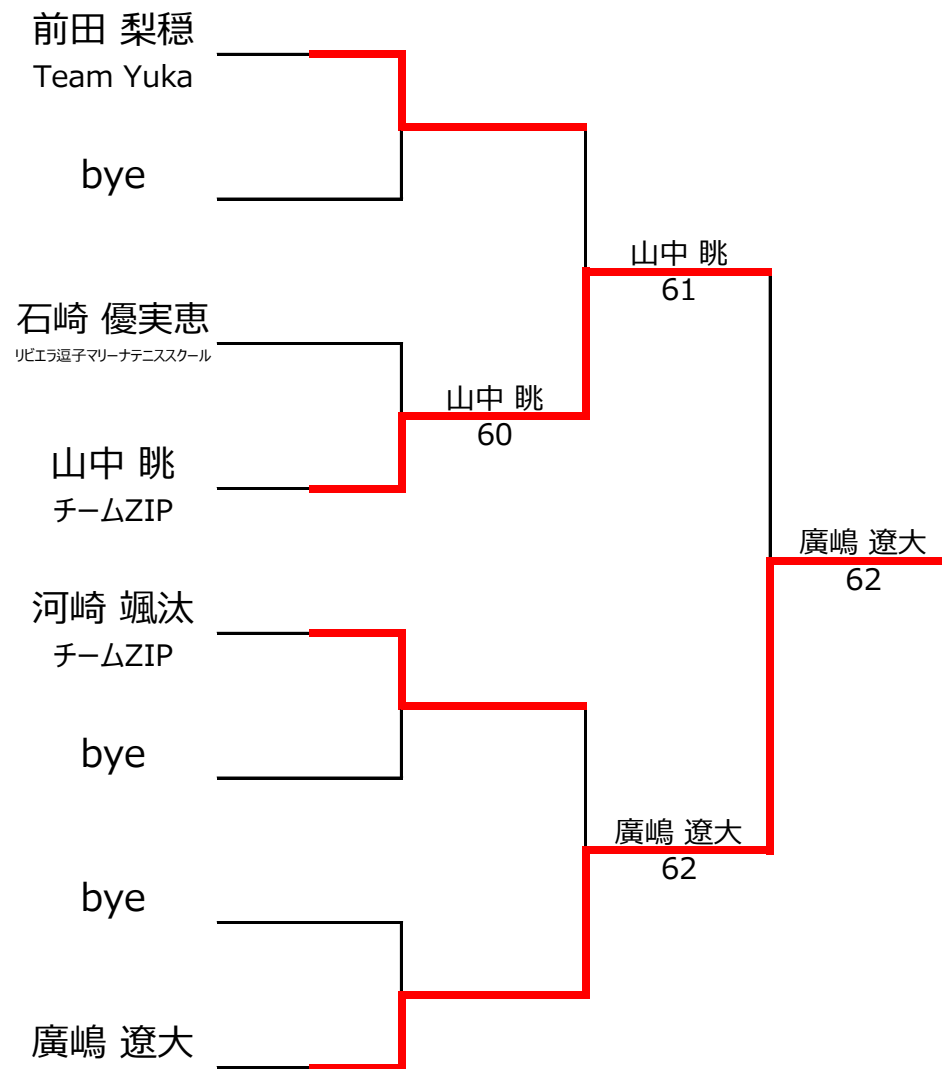 前田 梨穏
Team Yuka
bye
山中 眺
61
石崎 優実恵
リビエラ逗子マリーナテニススクール
山中 眺
60
山中 眺
チームZIP
廣嶋 遼大
62
河崎 颯汰
チームZIP
bye
廣嶋 遼大
62
bye
廣嶋 遼大